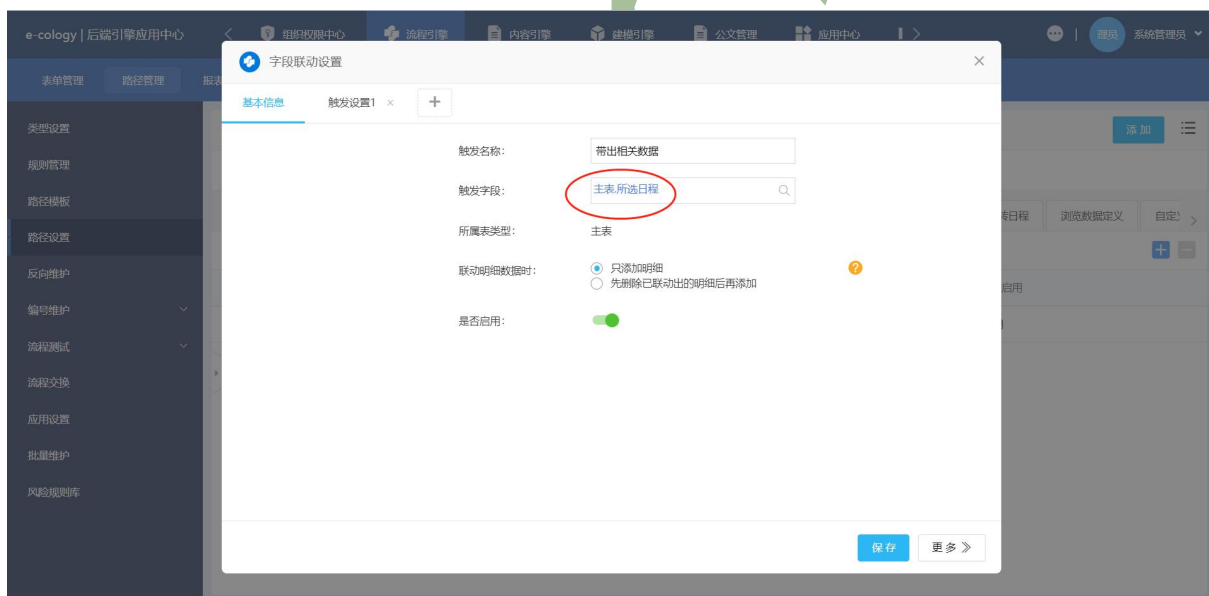 e-cology | 后端引擎应用中心 组织权限中心 流程引擎 内容引擎 建模引擎 公文管理 应用中心 理员 系统管理员
表单管理 路径管理 报表
字段联动设置
基本信息 触发设置1
类型设置
规则管理
路径模板
路径设置
反向维护
编号维护
流程测试
流程交换
应用设置
批量维护
风险规则库
触发名称: 带出相关数据
触发字段: 主表.所选日程
所属表类型: 主表
联动明细数据时: 只添加明细
先删除已联动出的明细后再添加
是否启用:
保存 更多
添加
日程 浏览数据定义 自定
启用